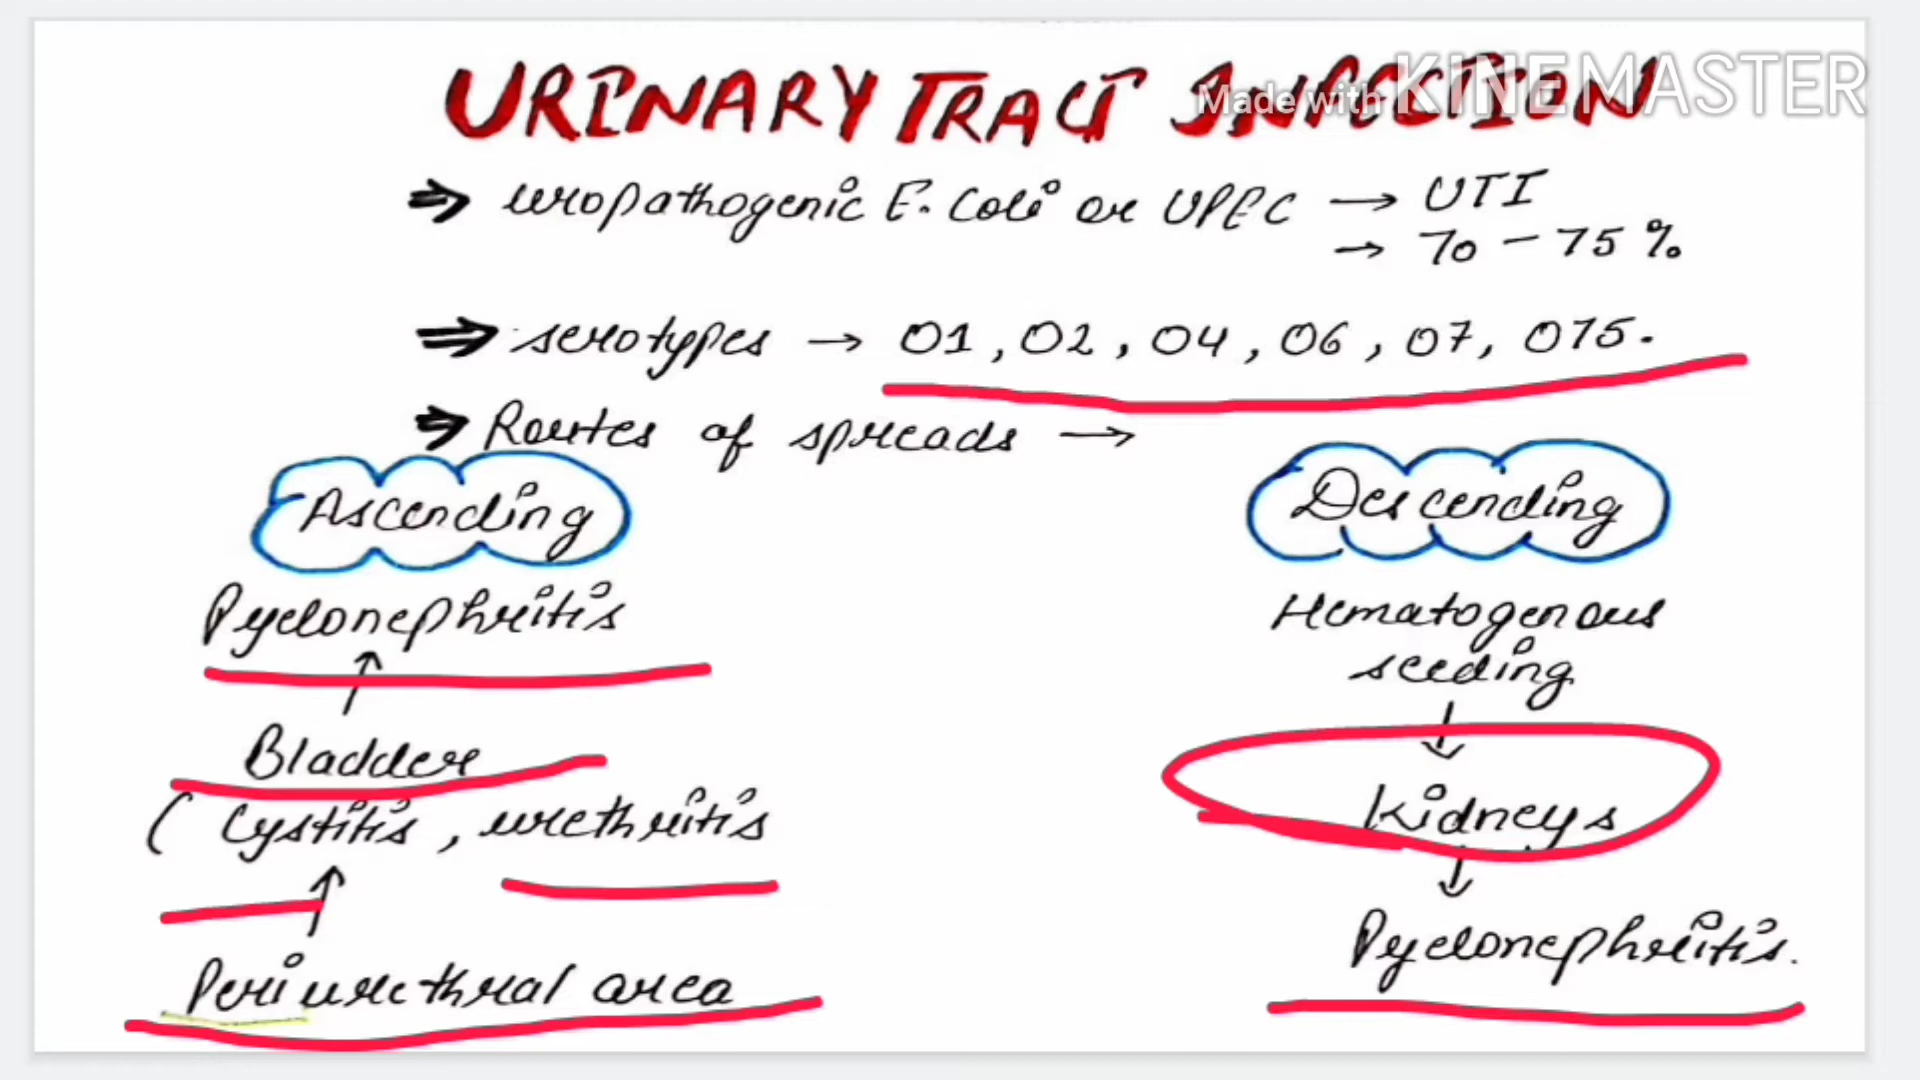 URINARY TRACT INFECTION
Made with KINEMASTER
⇒ uropathogenic E. Coli or UPEC → UTI
→ 70 - 75 %
⇒ serotypes → O1, O2, O4, O6, O7, O75.
⇒ Routes of spreads →
Ascending
Descending
Pyelonephritis
↑
Bladder
( Cystitis, urethritis
↑
Periurethral area
Hematogenous
seeding
↓
Kidneys
↓
Pyelonephritis.